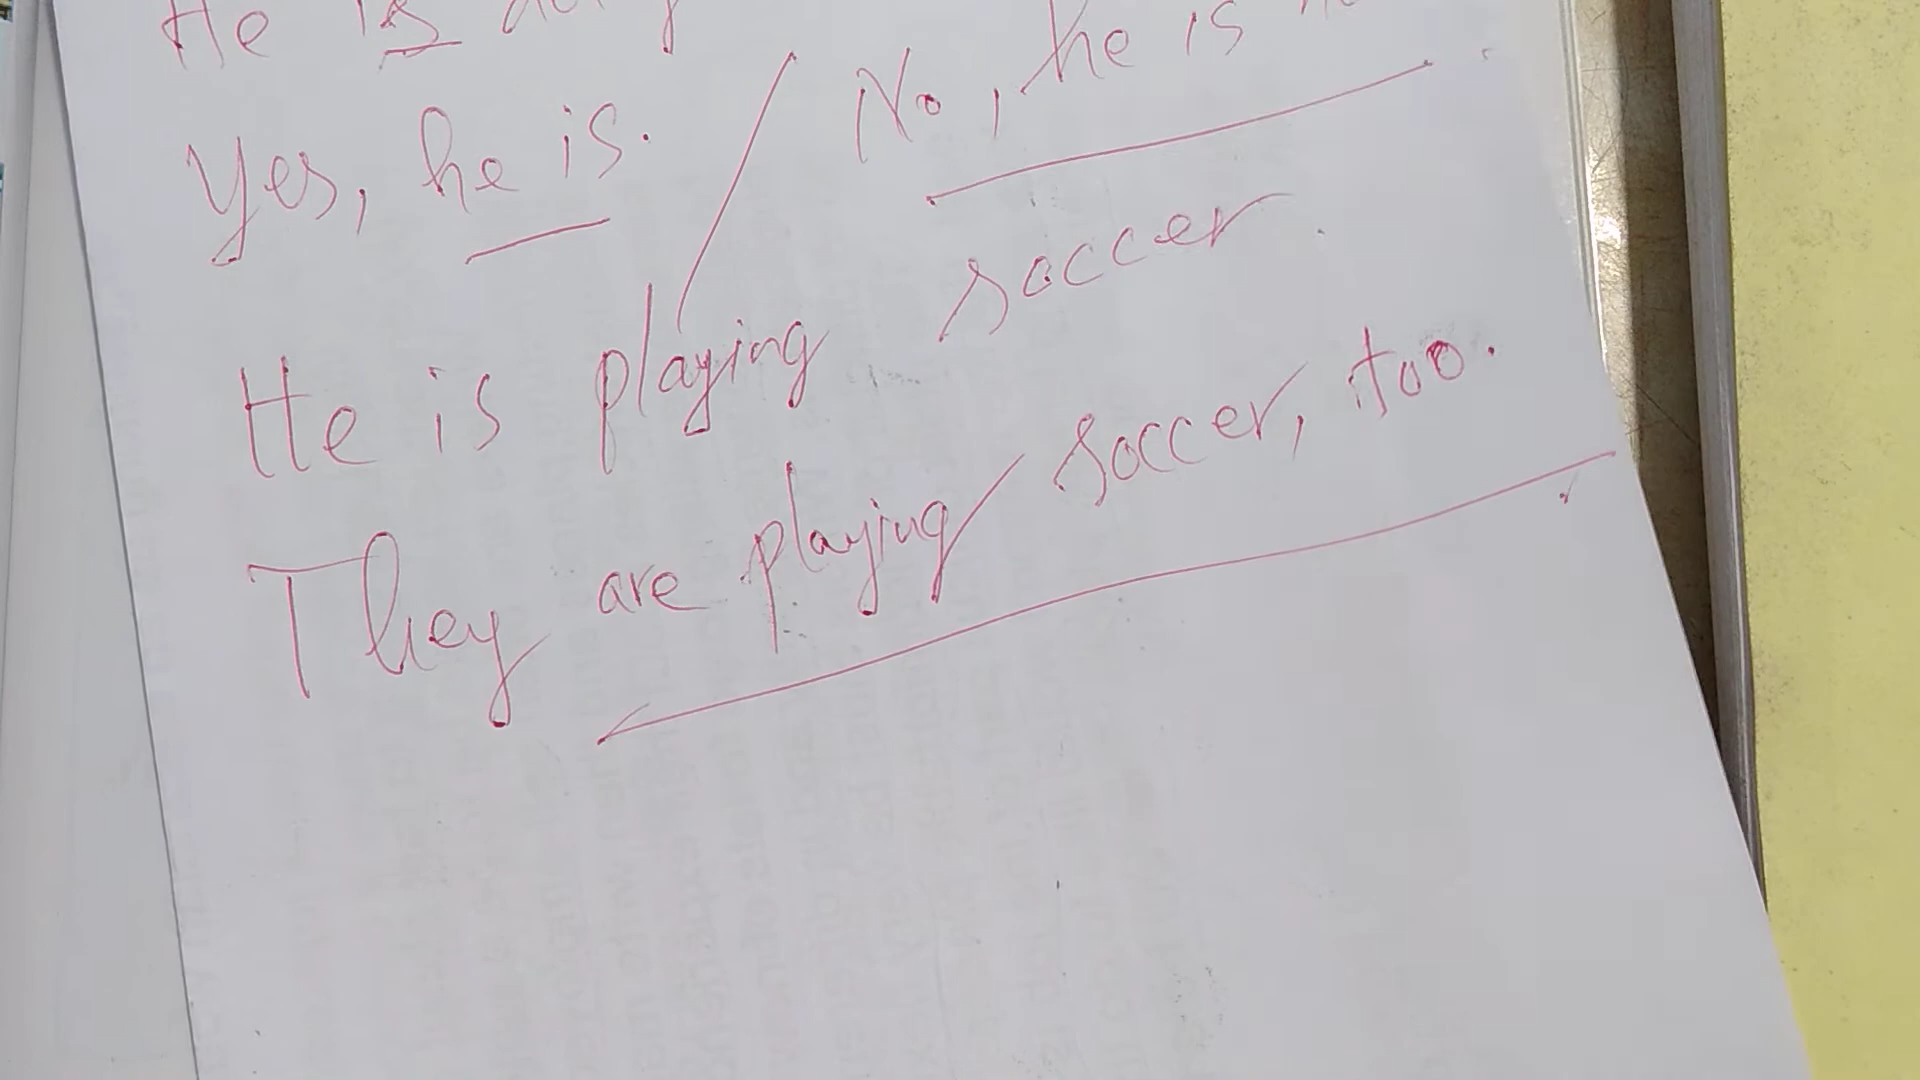 He is
Yes, he is. / No, he is
He is playing soccer.
They are playing soccer, too.